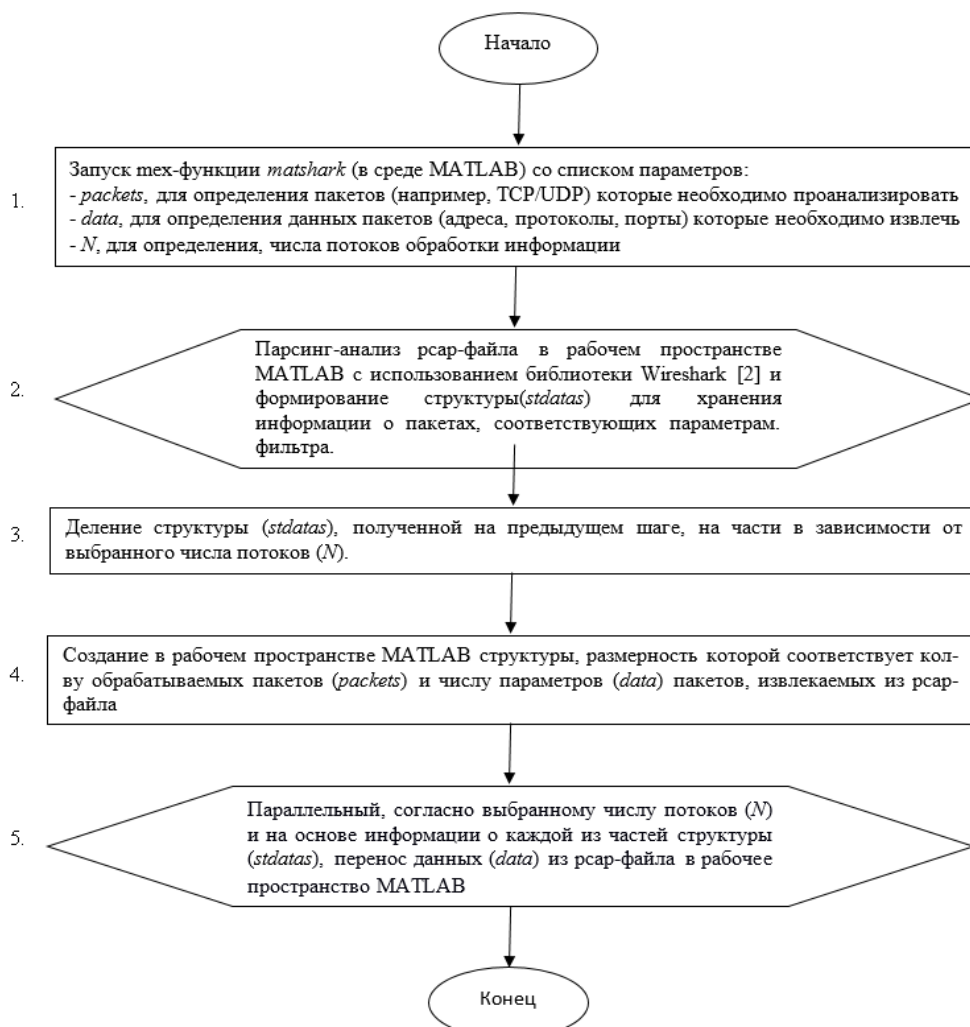 Начало
1.
Запуск mex-функции matshark (в среде MATLAB) со списком параметров:
- packets, для определения пакетов (например, TCP/UDP) которые необходимо проанализировать
- data, для определения данных пакетов (адреса, протоколы, порты) которые необходимо извлечь
- N, для определения, числа потоков обработки информации
2.
Парсинг-анализ pcap-файла в рабочем пространстве
MATLAB с использованием библиотеки Wireshark [2] и
формирование структуры(stdatas) для хранения
информации о пакетах, соответствующих параметрам.
фильтра.
3.
Деление структуры (stdatas), полученной на предыдущем шаге, на части в зависимости от
выбранного числа потоков (N).
4.
Создание в рабочем пространстве MATLAB структуры, размерность которой соответствует кол-
ву обрабатываемых пакетов (packets) и числу параметров (data) пакетов, извлекаемых из pcap-
файла
5.
Параллельный, согласно выбранному числу потоков (N)
и на основе информации о каждой из частей структуры
(stdatas), перенос данных (data) из pcap-файла в рабочее
пространство MATLAB
Конец